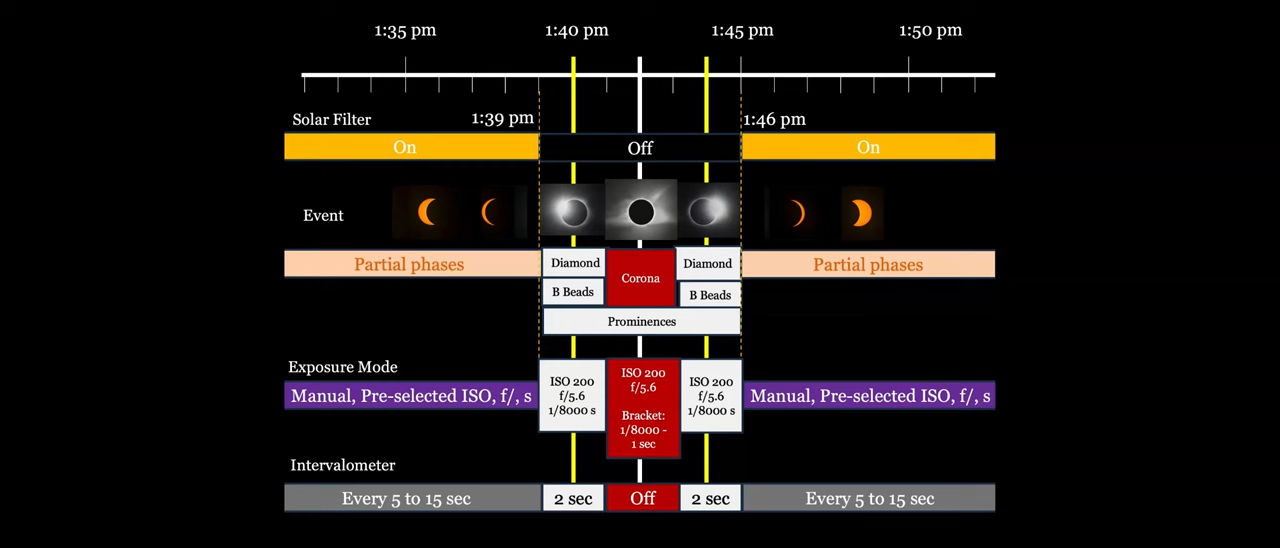 1:35 pm
1:40 pm
1:45 pm
1:50 pm
Solar Filter
1:39 pm
1:46 pm
On
Off
On
Event
Partial phases
Diamond
B Beads
Corona
Diamond
B Beads
Partial phases
Prominences
Exposure Mode
Manual, Pre-selected ISO, f/, s
ISO 200
f/5.6
1/8000 s
ISO 200
f/5.6
Bracket:
1/8000 -
1 sec
ISO 200
f/5.6
1/8000 s
Manual, Pre-selected ISO, f/, s
Intervalometer
Every 5 to 15 sec
2 sec
Off
2 sec
Every 5 to 15 sec